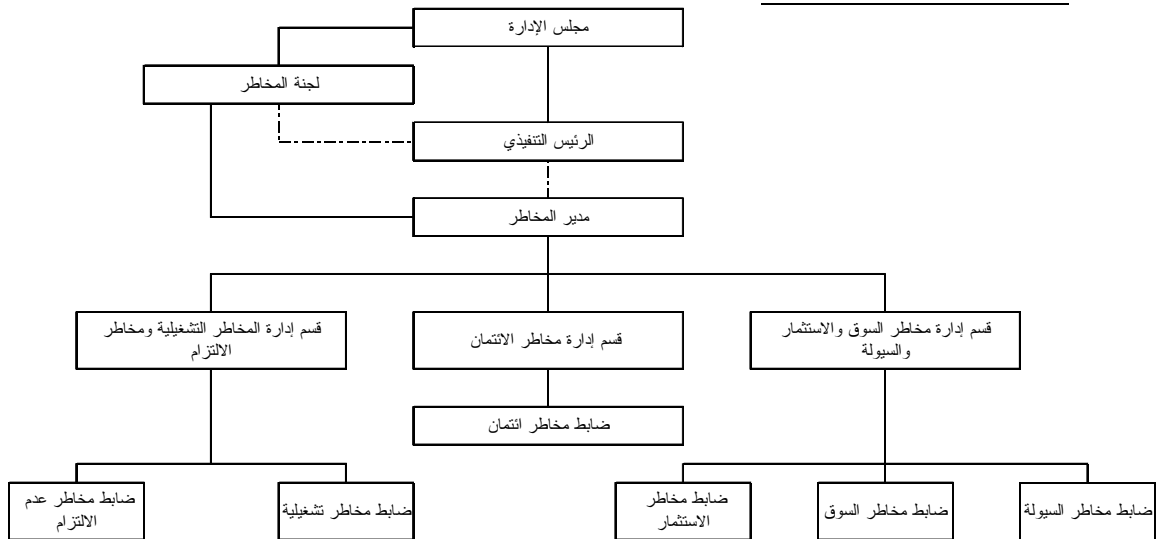 مجلس الإدارة
لجنة المخاطر
الرئيس التنفيذي
مدير المخاطر
قسم إدارة مخاطر السوق والاستثمار
والسيولة
قسم إدارة مخاطر الائتمان
قسم إدارة المخاطر التشغيلية ومخاطر
الالتزام
ضابط مخاطر ائتمان
ضابط مخاطر السيولة
ضابط مخاطر السوق
ضابط مخاطر
الاستثمار
ضابط مخاطر تشغيلية
ضابط مخاطر عدم
الالتزام